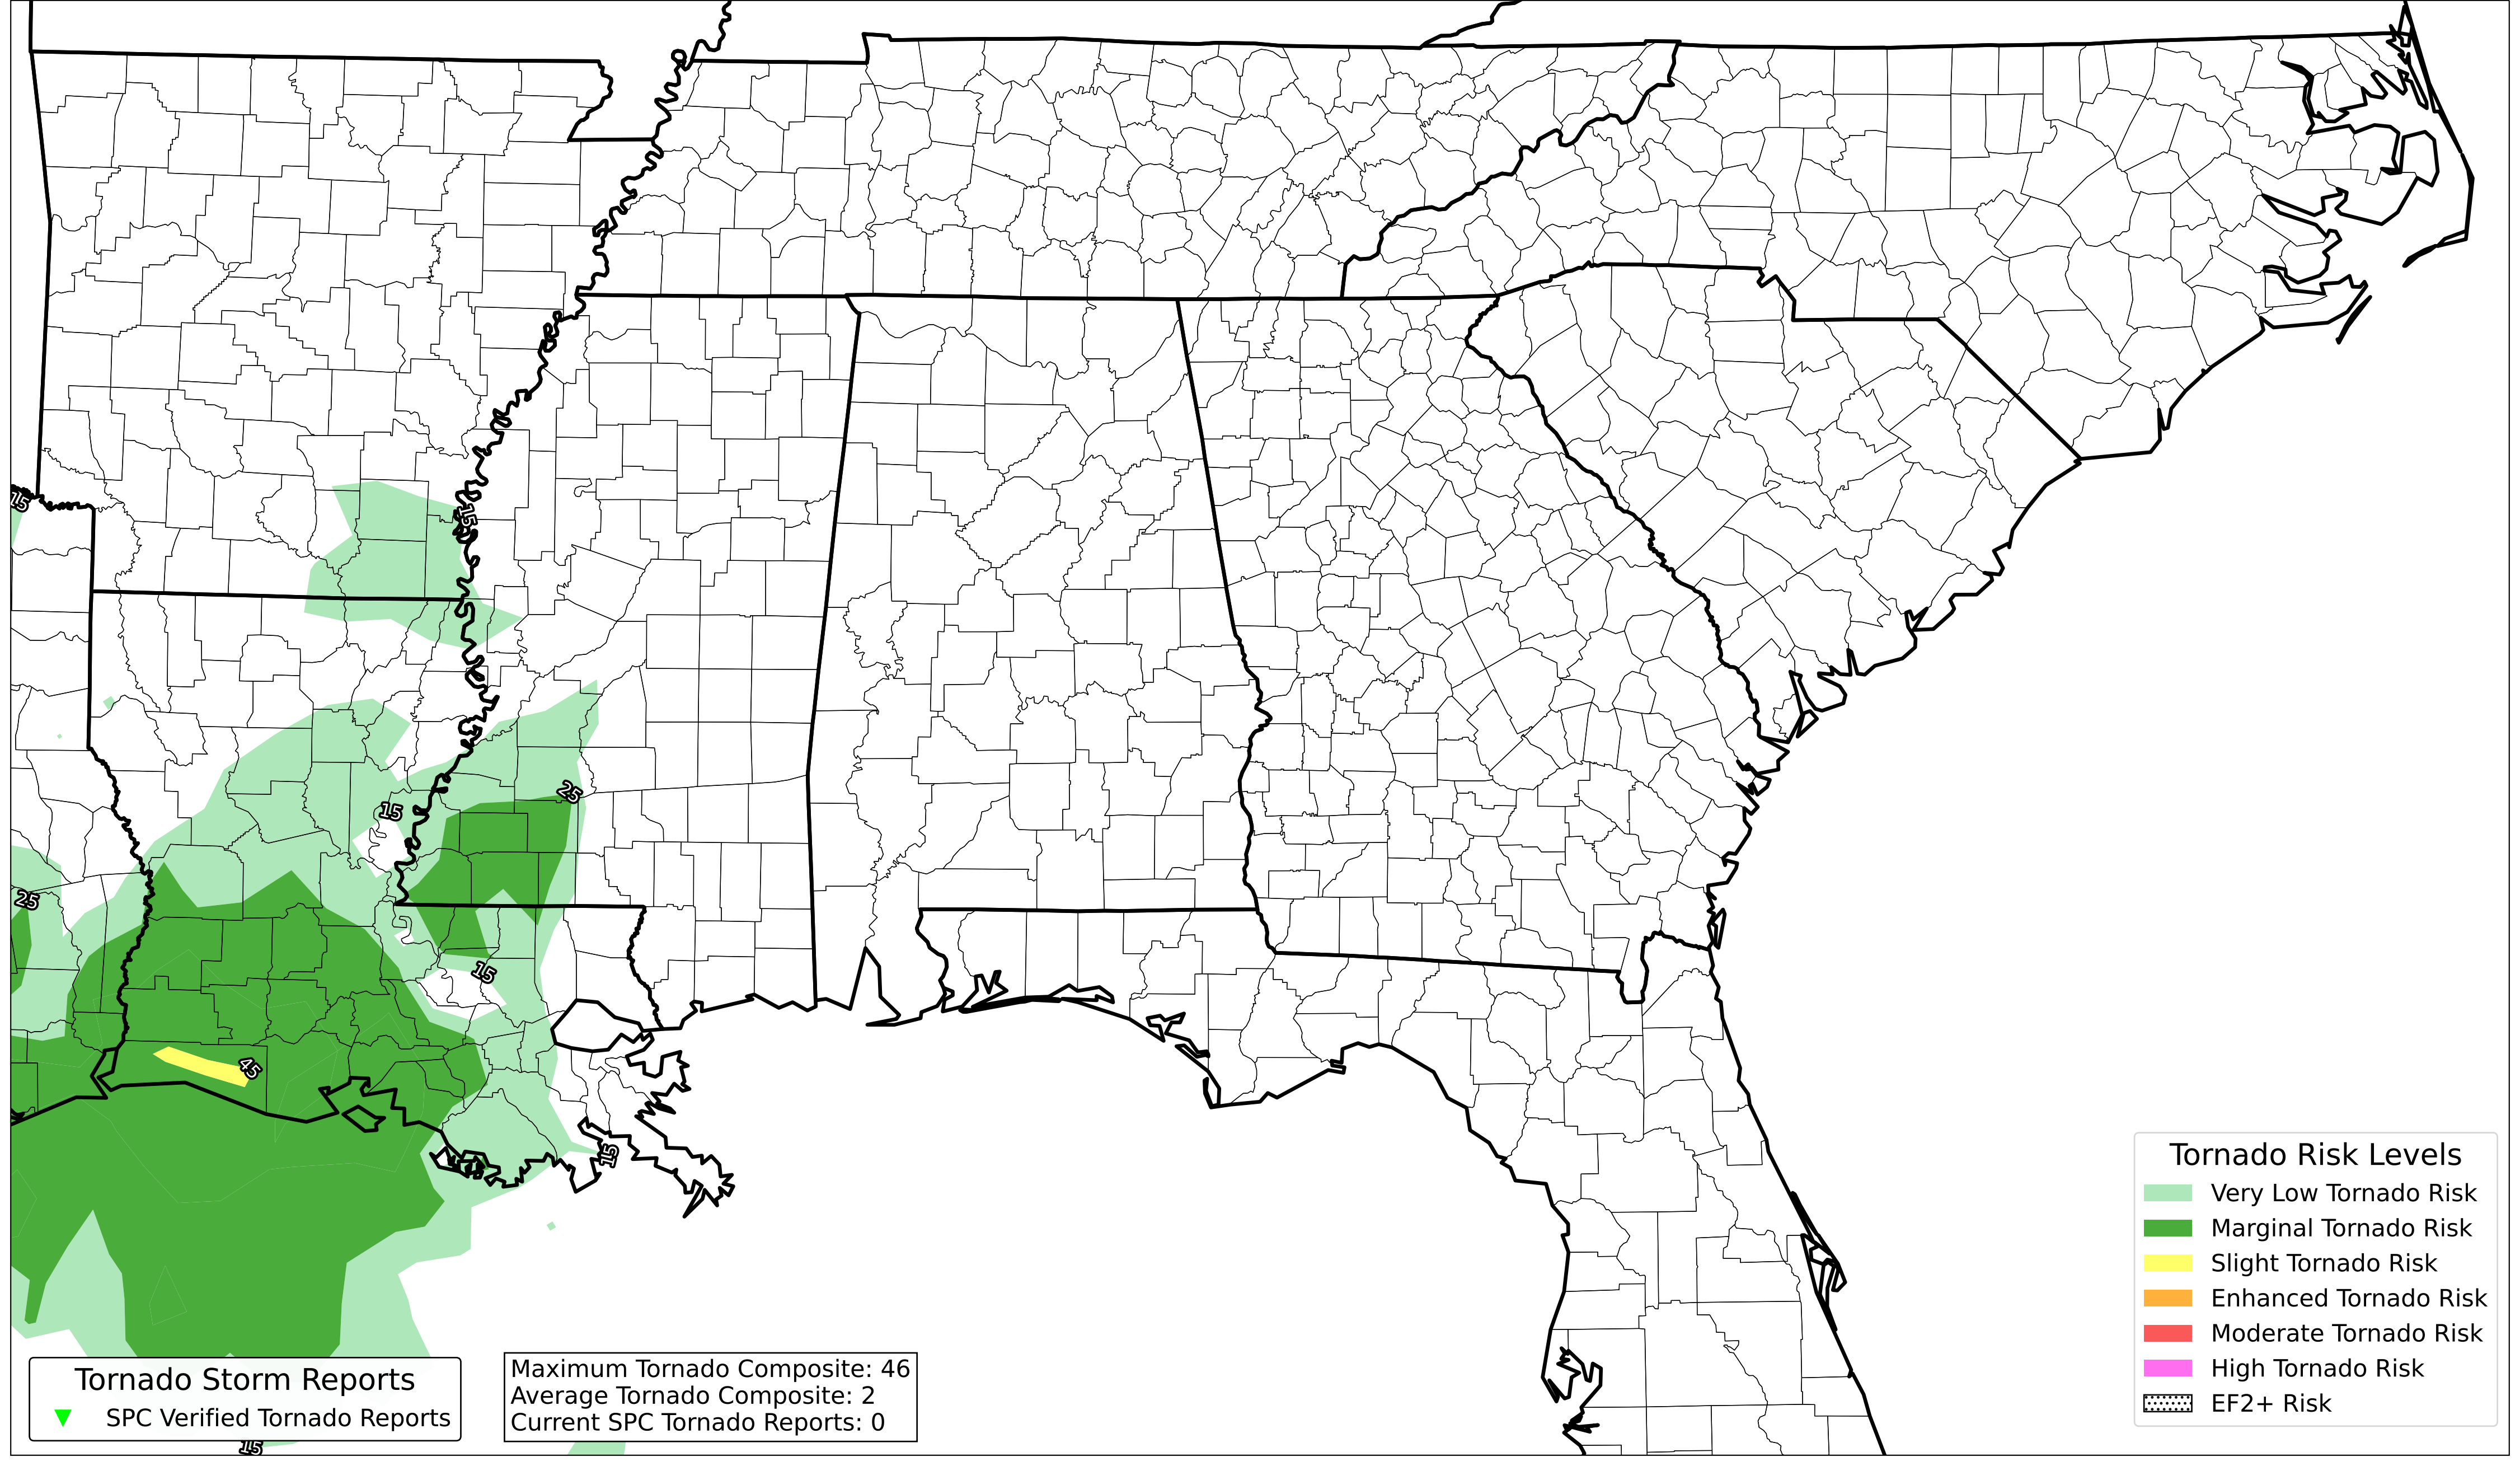 15
15
25
15
25
15
45
15
Tornado Risk Levels
Very Low Tornado Risk
Marginal Tornado Risk
Slight Tornado Risk
Enhanced Tornado Risk
Moderate Tornado Risk
High Tornado Risk
EF2+ Risk
Tornado Storm Reports
SPC Verified Tornado Reports
Maximum Tornado Composite: 46
Average Tornado Composite: 2
Current SPC Tornado Reports: 0
15